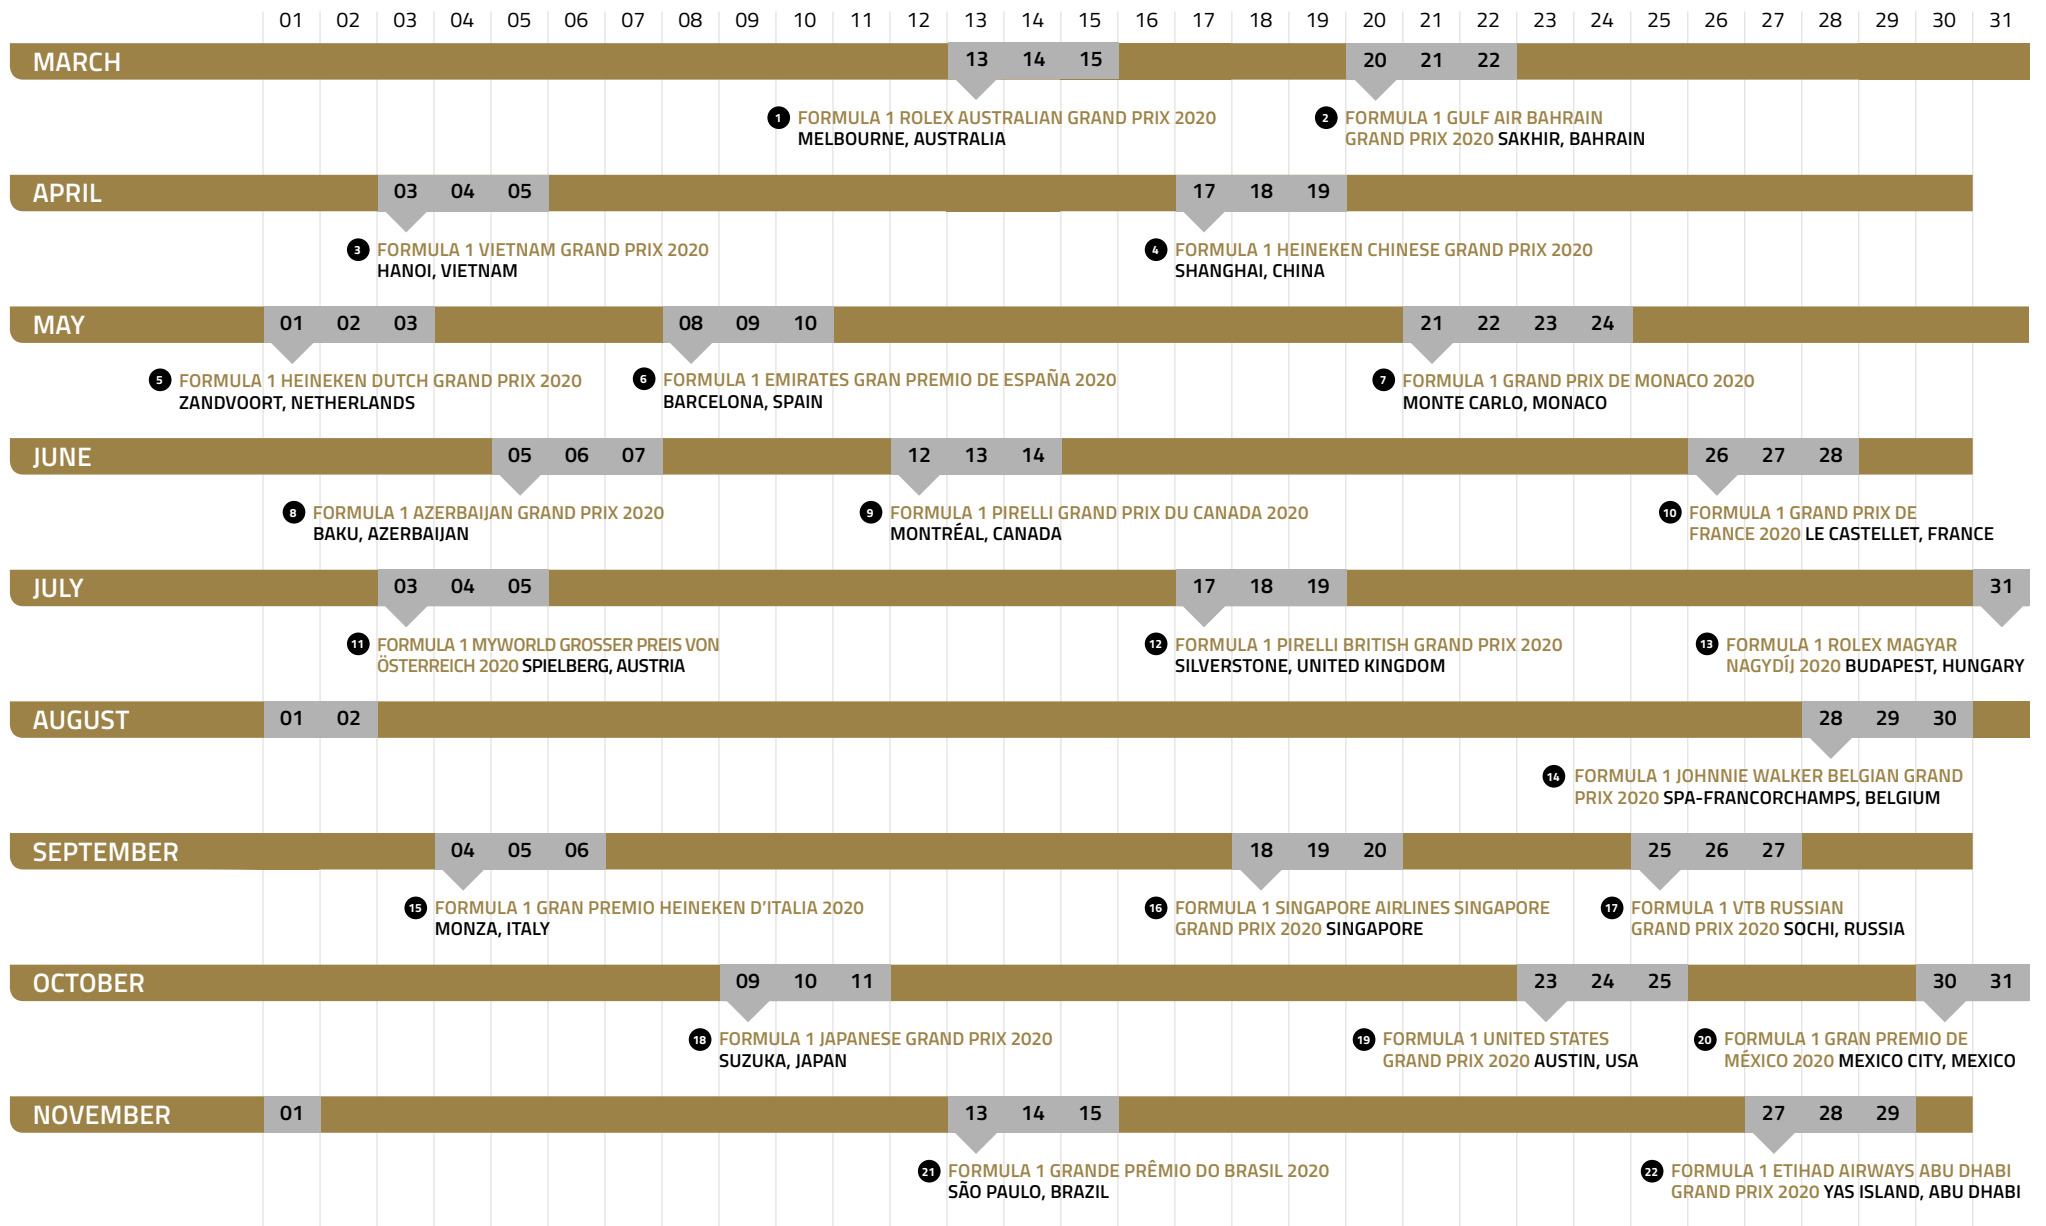 01 02 03 04 05 06 07 08 09 10 11 12 13 14 15 16 17 18 19 20 21 22 23 24 25 26 27 28 29 30 31
MARCH 13 14 15 20 21 22
1 FORMULA 1 ROLEX AUSTRALIAN GRAND PRIX 2020
MELBOURNE, AUSTRALIA
2 FORMULA 1 GULF AIR BAHRAIN
GRAND PRIX 2020 SAKHIR, BAHRAIN
APRIL 03 04 05 17 18 19
3 FORMULA 1 VIETNAM GRAND PRIX 2020
HANOI, VIETNAM
4 FORMULA 1 HEINEKEN CHINESE GRAND PRIX 2020
SHANGHAI, CHINA
MAY 01 02 03 08 09 10 21 22 23 24
5 FORMULA 1 HEINEKEN DUTCH GRAND PRIX 2020
ZANDVOORT, NETHERLANDS
6 FORMULA 1 EMIRATES GRAN PREMIO DE ESPAÑA 2020
BARCELONA, SPAIN
7 FORMULA 1 GRAND PRIX DE MONACO 2020
MONTE CARLO, MONACO
JUNE 05 06 07 12 13 14 26 27 28
8 FORMULA 1 AZERBAIJAN GRAND PRIX 2020
BAKU, AZERBAIJAN
9 FORMULA 1 PIRELLI GRAND PRIX DU CANADA 2020
MONTRÉAL, CANADA
10 FORMULA 1 GRAND PRIX DE
FRANCE 2020 LE CASTELLET, FRANCE
JULY 03 04 05 17 18 19 31
11 FORMULA 1 MYWORLD GROSSER PREIS VON
ÖSTERREICH 2020 SPIELBERG, AUSTRIA
12 FORMULA 1 PIRELLI BRITISH GRAND PRIX 2020
SILVERSTONE, UNITED KINGDOM
13 FORMULA 1 ROLEX MAGYAR
NAGYDÍJ 2020 BUDAPEST, HUNGARY
AUGUST 01 02 28 29 30
14 FORMULA 1 JOHNNIE WALKER BELGIAN GRAND
PRIX 2020 SPA-FRANCORCHAMPS, BELGIUM
SEPTEMBER 04 05 06 18 19 20 25 26 27
15 FORMULA 1 GRAN PREMIO HEINEKEN D'ITALIA 2020
MONZA, ITALY
16 FORMULA 1 SINGAPORE AIRLINES SINGAPORE
GRAND PRIX 2020 SINGAPORE
17 FORMULA 1 VTB RUSSIAN
GRAND PRIX 2020 SOCHI, RUSSIA
OCTOBER 09 10 11 23 24 25 30 31
18 FORMULA 1 JAPANESE GRAND PRIX 2020
SUZUKA, JAPAN
19 FORMULA 1 UNITED STATES
GRAND PRIX 2020 AUSTIN, USA
20 FORMULA 1 GRAN PREMIO DE
MÉXICO 2020 MEXICO CITY, MEXICO
NOVEMBER 01 13 14 15 27 28 29
21 FORMULA 1 GRANDE PRÊMIO DO BRASIL 2020
SÃO PAULO, BRAZIL
22 FORMULA 1 ETIHAD AIRWAYS ABU DHABI
GRAND PRIX 2020 YAS ISLAND, ABU DHABI